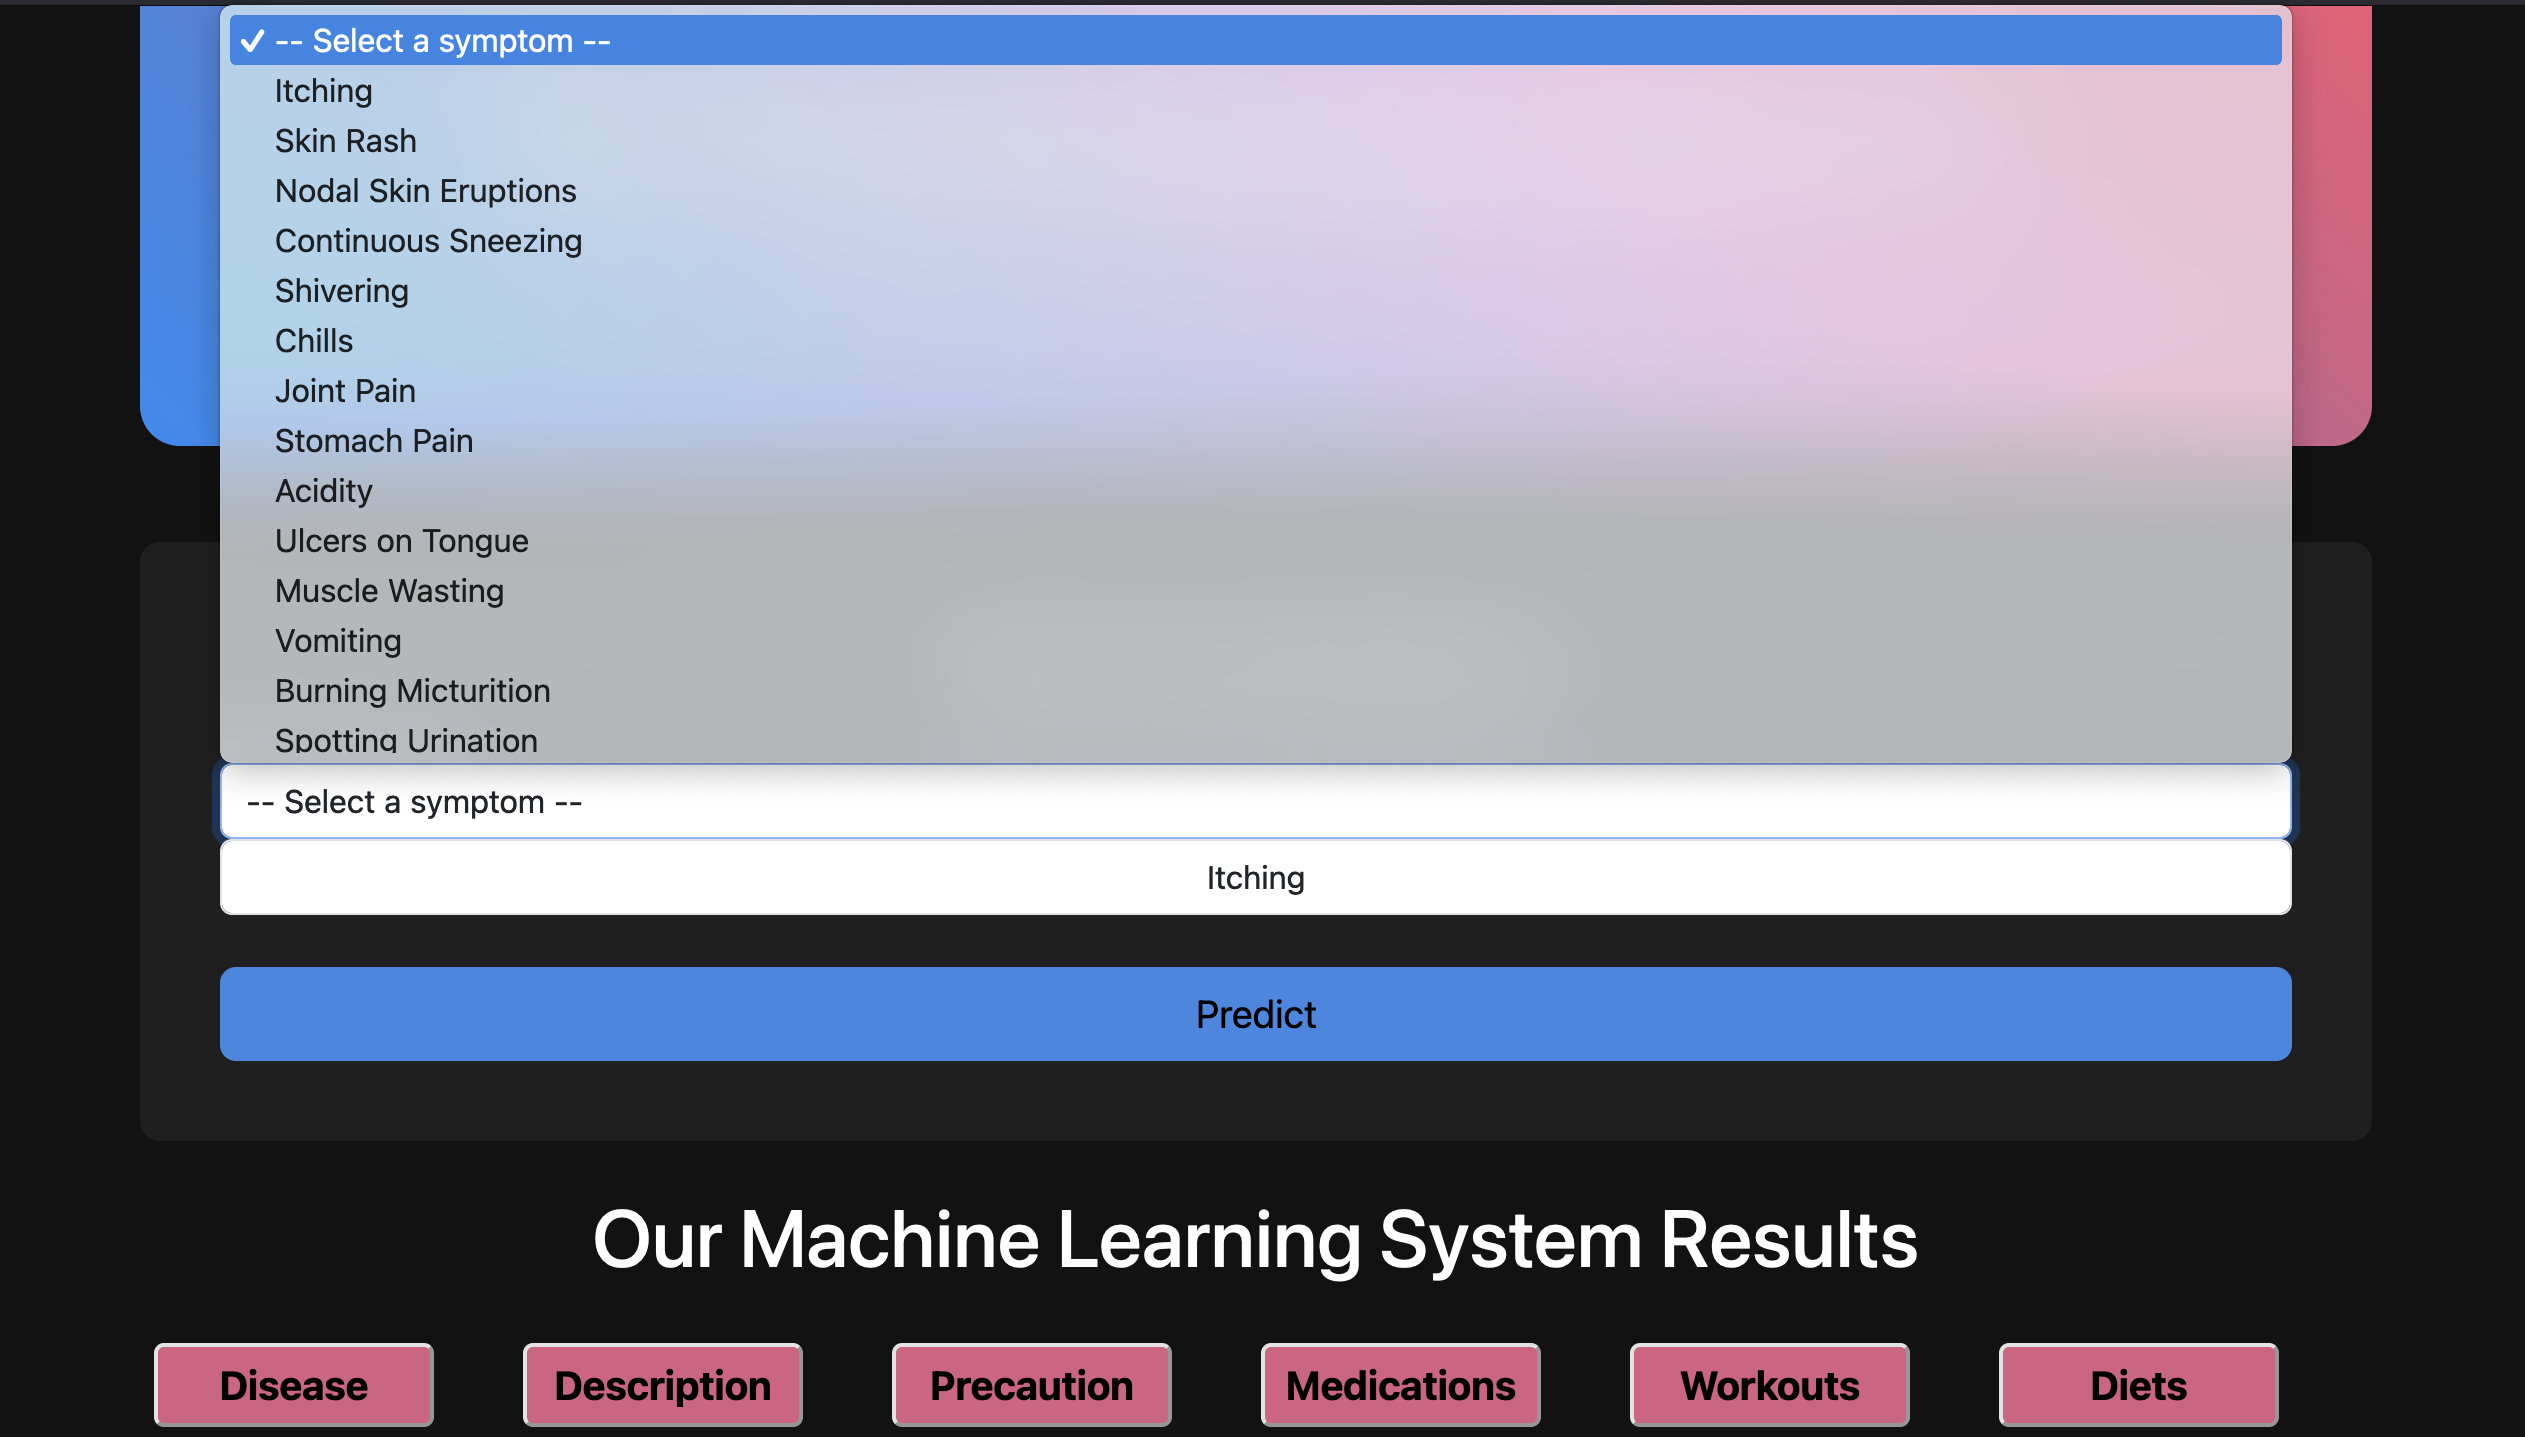 ✓ -- Select a symptom --
Itching
Skin Rash
Nodal Skin Eruptions
Continuous Sneezing
Shivering
Chills
Joint Pain
Stomach Pain
Acidity
Ulcers on Tongue
Muscle Wasting
Vomiting
Burning Micturition
Spotting Urination
-- Select a symptom --
Itching
Predict
Our Machine Learning System Results
Disease Description Precaution Medications Workouts Diets